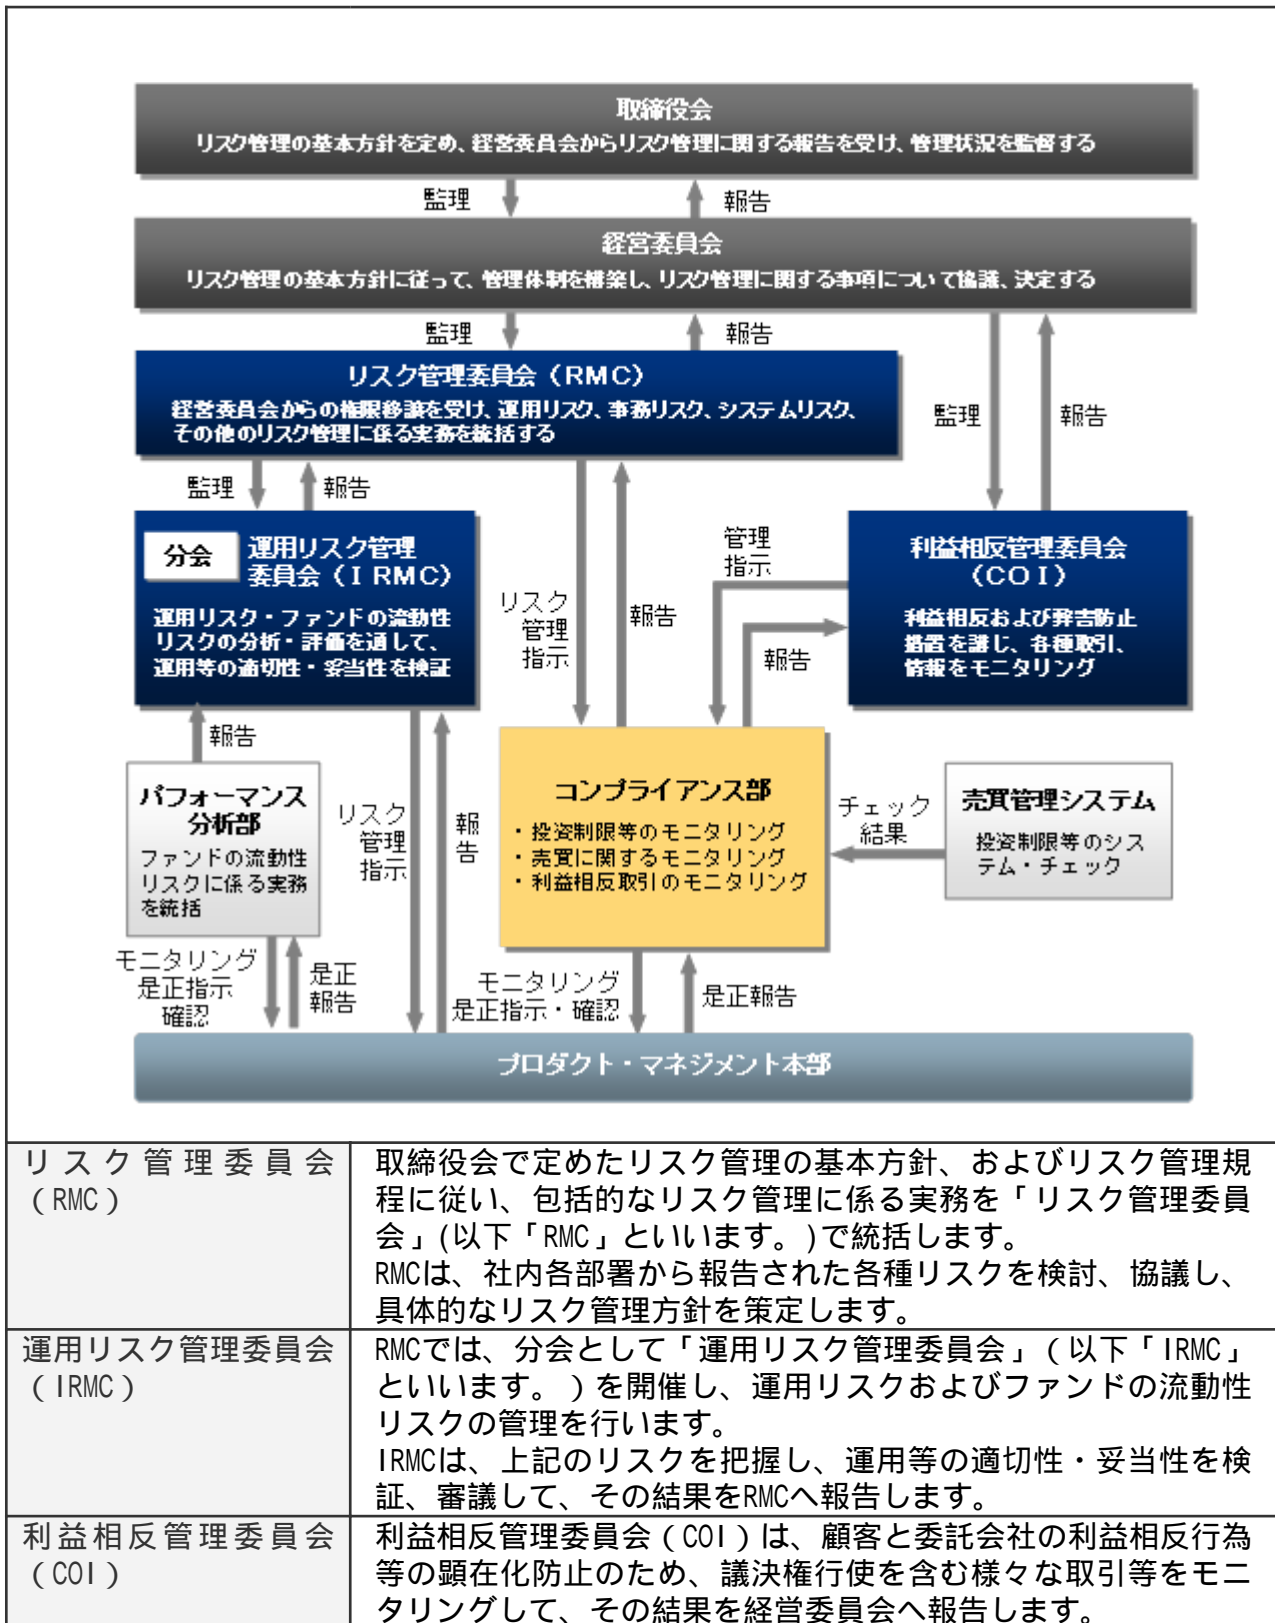 取締役会
リスク管理の基本方針を定め、経営委員会からリスク管理に関する報告を受け、管理状況を監督する
監理
報告
経営委員会
リスク管理の基本方針に従って、管理体制を構築し、リスク管理に関する事項について協議、決定する
監理
報告
リスク管理委員会（RMC）
経営委員会からの権限移譲を受け、運用リスク、事務リスク、システムリスク、
その他のリスク管理に係る実務を統括する
監理
報告
監理
報告
分会
運用リスク管理
委員会（IRMC）
運用リスク・ファンドの流動性
リスクの分析・評価を通して、
運用等の適切性・妥当性を検証
リスク
管理
指示
報告
管理
指示
報告
利益相反管理委員会
（COI）
利益相反および弊害防止
措置を講じ、各種取引、
情報をモニタリング
報告
パフォーマンス
分析部
ファンドの流動性
リスクに係る実務
を統括
リスク
管理
指示
報
告
コンプライアンス部
・投資制限等のモニタリング
・売買に関するモニタリング
・利益相反取引のモニタリング
チェック
結果
売買管理システム
投資制限等のシス
テム・チェック
モニタリング
是正指示
確認
是正
報告
モニタリング
是正指示・確認
是正報告
プロダクト・マネジメント本部
リスク管理委員会
（RMC）
取締役会で定めたリスク管理の基本方針、およびリスク管理規
程に従い、包括的なリスク管理に係る実務を「リスク管理委員
会」(以下「RMC」といいます。)で統括します。
RMCは、社内各部署から報告された各種リスクを検討、協議し、
具体的なリスク管理方針を策定します。
運用リスク管理委員会
（IRMC）
RMCでは、分会として「運用リスク管理委員会」（以下「IRMC」
といいます。）を開催し、運用リスクおよびファンドの流動性
リスクの管理を行います。
IRMCは、上記のリスクを把握し、運用等の適切性・妥当性を検
証、審議して、その結果をRMCへ報告します。
利益相反管理委員会
（COI）
利益相反管理委員会（COI）は、顧客と委託会社の利益相反行為
等の顕在化防止のため、議決権行使を含む様々な取引等をモニ
タリングして、その結果を経営委員会へ報告します。